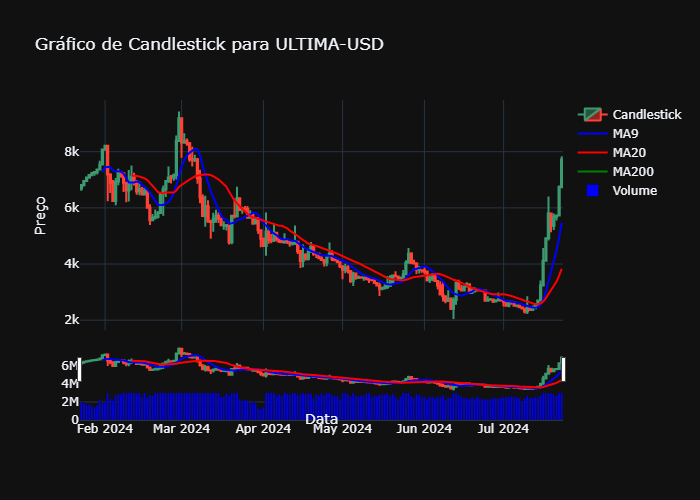 Gráfico de Candlestick para ULTIMA-USD
Candlestick
MA9
MA20
MA200
Volume
Preço
8k
6k
4k
2k
6M
4M
2M
0
Feb 2024 Mar 2024 Apr 2024 May 2024 Jun 2024 Jul 2024
Data